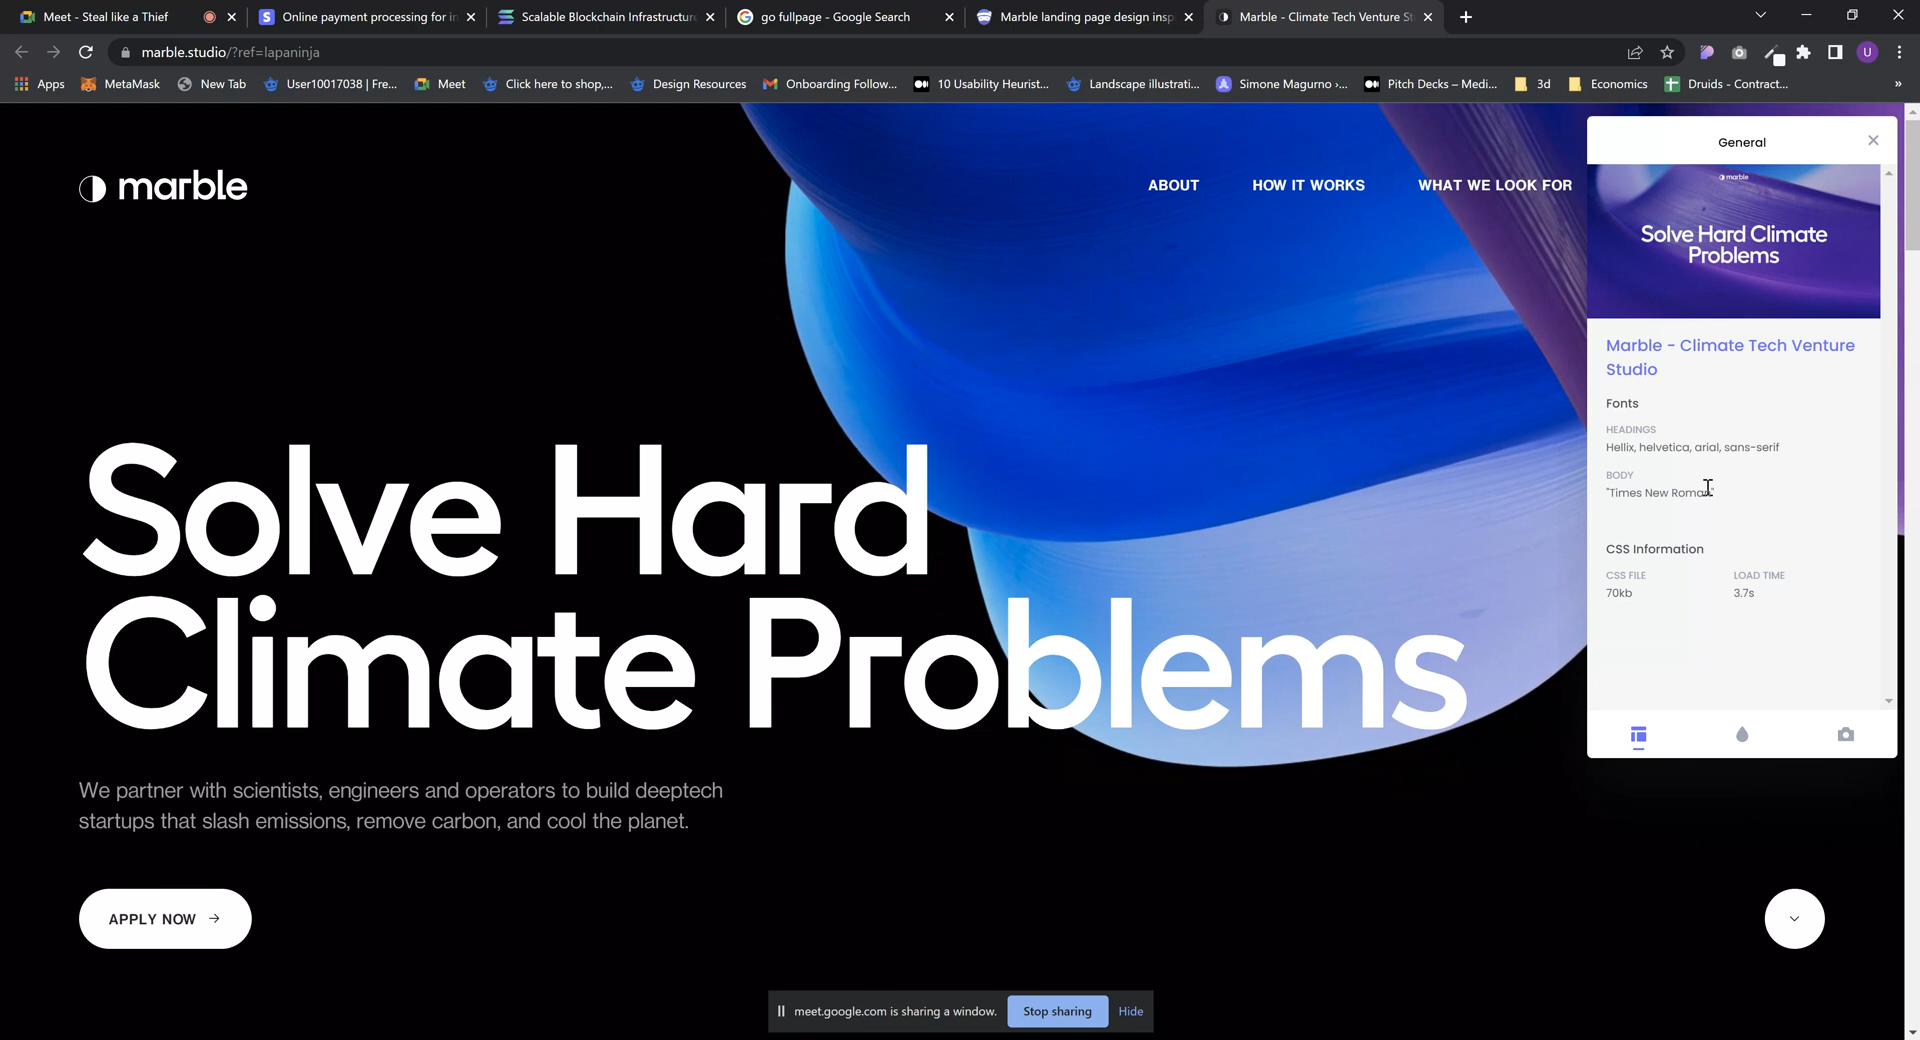 Meet - Steal like a Thief
Online payment processing for in
Scalable Blockchain Infrastructure
go fullpage - Google Search
Marble landing page design insp
Marble - Climate Tech Venture St
marble.studio/?ref=lapaninja
U
Apps
MetaMask
New Tab
User10017038 | Fre...
Meet
Click here to shop,...
Design Resources
Onboarding Follow...
10 Usability Heurist...
Landscape illustrati...
Simone Magurno ›...
Pitch Decks – Medi...
3d
Economics
Druids - Contract...
»
marble
ABOUT
HOW IT WORKS
WHAT WE LOOK FOR
Solve Hard
Climate Problems
We partner with scientists, engineers and operators to build deeptech
startups that slash emissions, remove carbon, and cool the planet.
APPLY NOW →
General
marble
Solve Hard Climate
Problems
Marble - Climate Tech Venture
Studio
Fonts
HEADINGS
Hellix, helvetica, arial, sans-serif
BODY
"Times New Roman"
CSS Information
CSS FILE
LOAD TIME
70kb
3.7s
meet.google.com is sharing a window.
Stop sharing
Hide